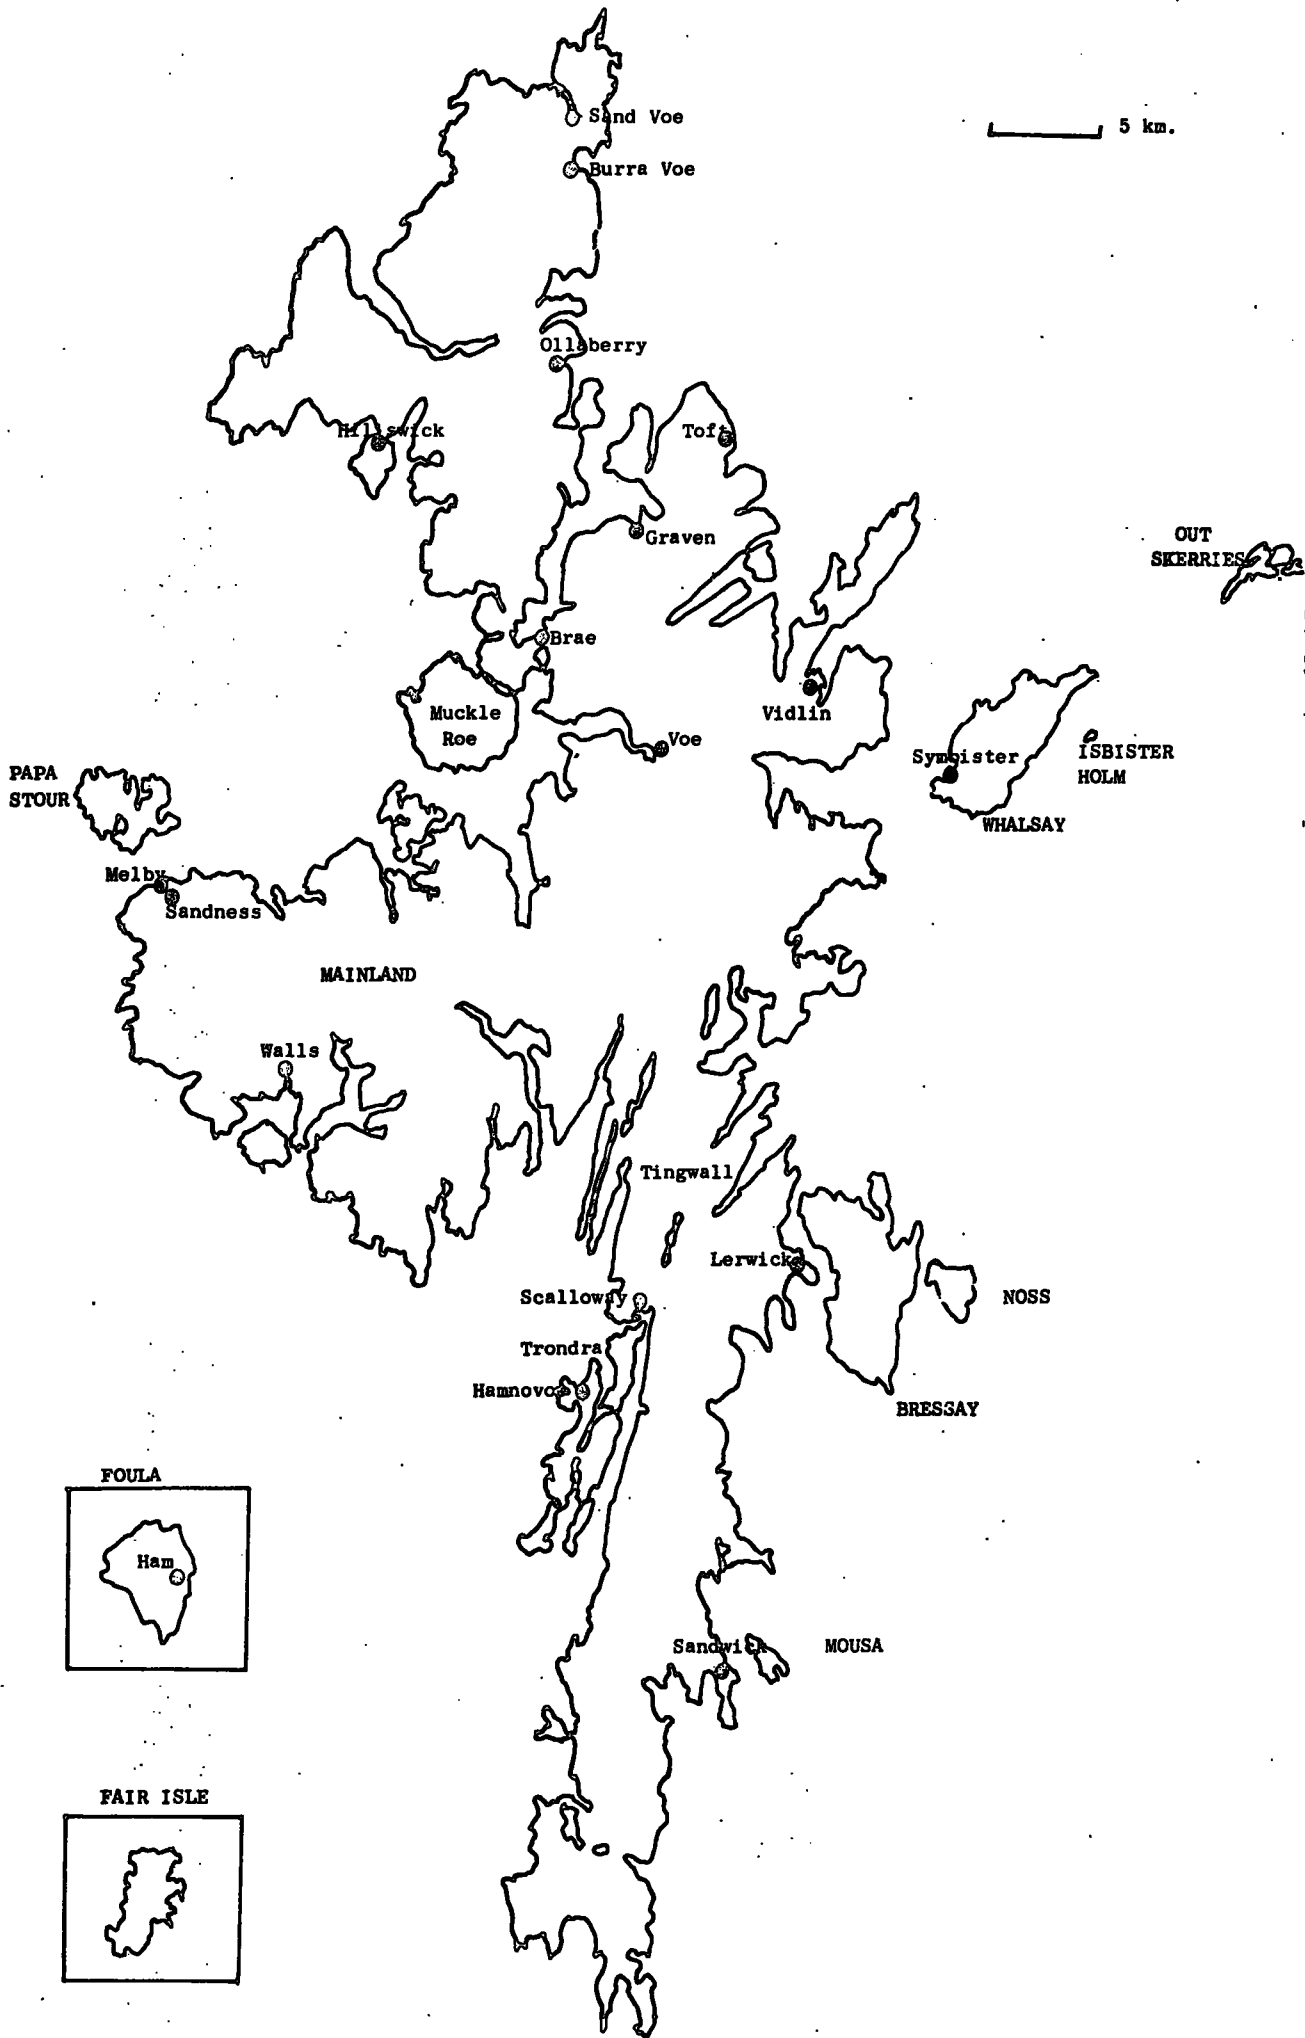 Sand Voe
5 km.
Burra Voe
Ollaberry
Hillswick
Toft
Graven
OUT
SKERRIES
Brae
Muckle
Roe
Vidlin
Voe
Symbister
ISBISTER
HOLM
WHALSAY
PAPA
STOUR
Melby
Sandness
MAINLAND
Walls
Tingwall
Lerwick
NOSS
Scalloway
Trondra
Hamnovoe
BRESSAY
FOULA
Ham
Sandwick
MOUSA
FAIR ISLE